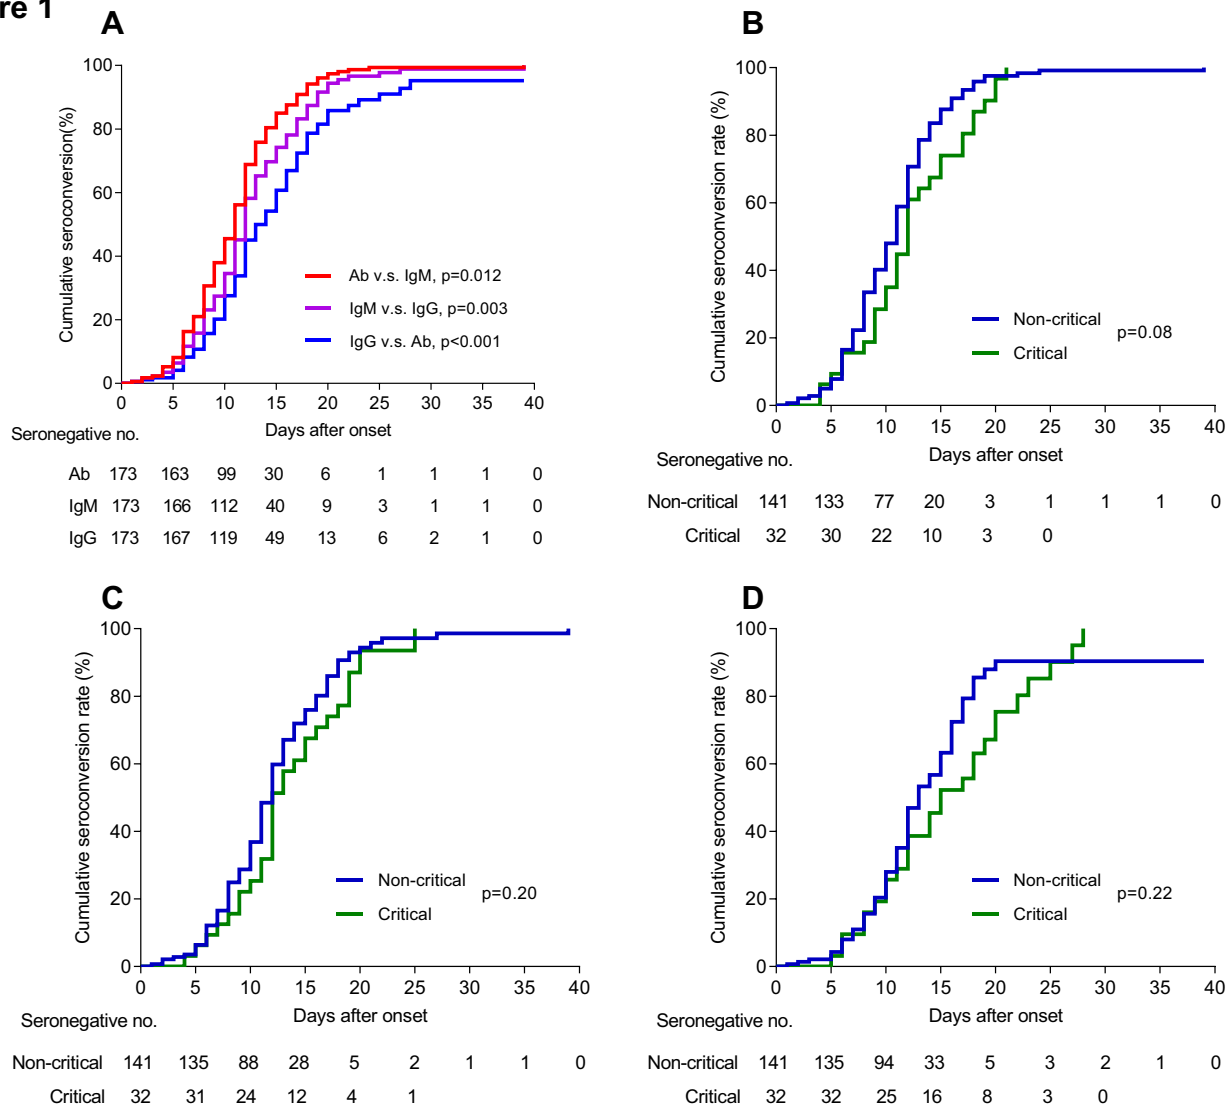 re 1
A
Cumulative seroconversion(%)
100
80
60
40
20
0
Ab v.s. IgM, p=0.012
IgM v.s. IgG, p=0.003
IgG v.s. Ab, p<0.001
0 5 10 15 20 25 30 35 40
Days after onset
Seronegative no.
Ab 173 163 99 30 6 1 1 1 0
IgM 173 166 112 40 9 3 1 1 0
IgG 173 167 119 49 13 6 2 1 0
B
Cumulative seroconversion rate (%)
100
80
60
40
20
0
Non-critical
Critical
p=0.08
0 5 10 15 20 25 30 35 40
Days after onset
Seronegative no.
Non-critical 141 133 77 20 3 1 1 1 0
Critical 32 30 22 10 3 0
C
Cumulative seroconversion rate (%)
100
80
60
40
20
0
Non-critical
Critical
p=0.20
0 5 10 15 20 25 30 35 40
Days after onset
Seronegative no.
Non-critical 141 135 88 28 5 2 1 1 0
Critical 32 31 24 12 4 1
D
Cumulative seroconversion rate (%)
100
80
60
40
20
0
Non-critical
Critical
p=0.22
0 5 10 15 20 25 30 35 40
Days after onset
Seronegative no.
Non-critical 141 135 94 33 5 3 2 1 0
Critical 32 32 25 16 8 3 0